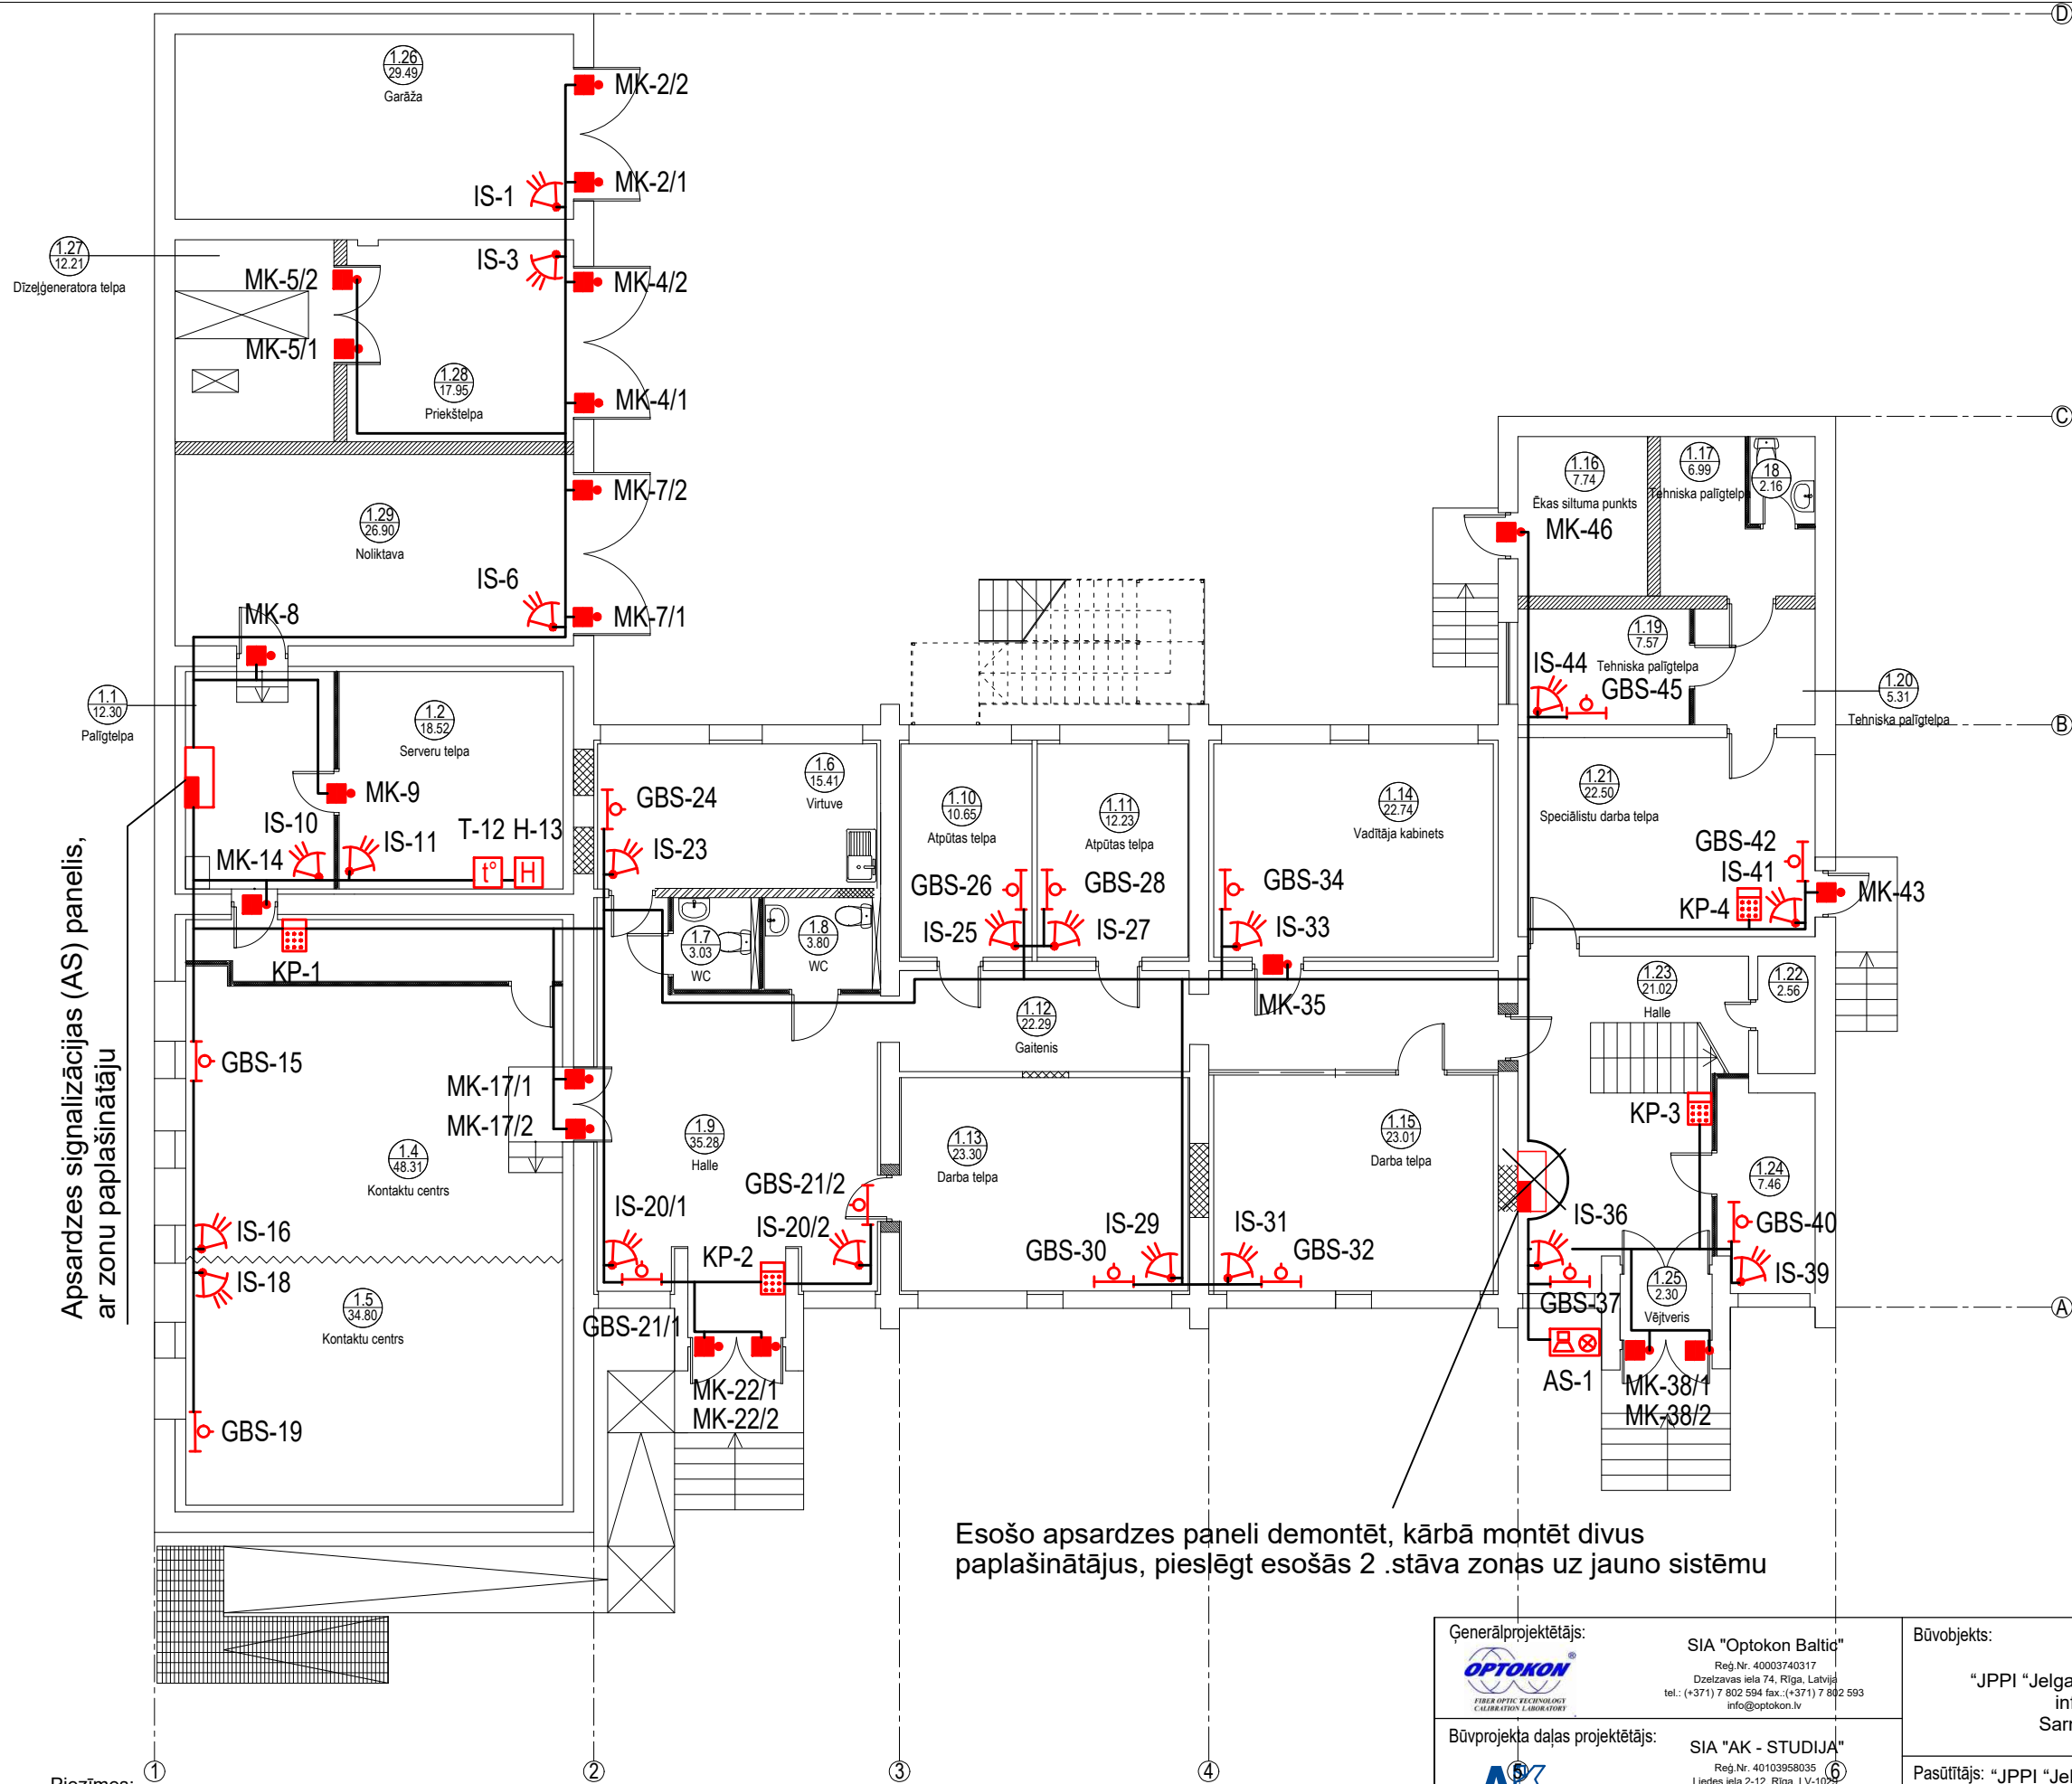 D
1.26
29.49
Garāža
MK-2/2
MK-2/1
IS-1
1.27
12.21
Dīzeļģeneratora telpa
MK-5/2
MK-5/1
IS-3
MK-4/2
1.28
17.95
Priekštelpa
MK-4/1
C
1.29
26.90
Noliktava
MK-7/2
IS-6
MK-7/1
MK-8
1.16
7.74
Ēkas siltuma punkts
MK-46
1.17
6.99
Tehniska palīgtelpa
18
2.16
1.19
7.57
Tehniska palīgtelpa
IS-44
GBS-45
1.20
5.31
Tehniska palīgtelpa
B
1.1
12.30
Palīgtelpa
1.2
18.52
Serveru telpa
MK-9
IS-10
IS-11
T-12 H-13
t°
H
MK-14
KP-1
1.6
15.41
Virtuve
GBS-24
IS-23
1.7
3.03
WC
1.8
3.80
WC
1.10
10.65
Atpūtas telpa
GBS-26
IS-25
1.11
12.23
Atpūtas telpa
GBS-28
IS-27
1.14
22.74
Vadītāja kabinets
GBS-34
IS-33
MK-35
1.21
22.50
Speciālistu darba telpa
GBS-42
IS-41
KP-4
MK-43
1.23
21.02
Halle
1.22
2.56
1.12
22.29
Gaitenis
Apsardzes signalizācijas (AS) panelis,
ar zonu paplašinātāju
GBS-15
MK-17/1
MK-17/2
1.4
48.31
Kontaktu centrs
IS-16
IS-18
1.5
34.80
Kontaktu centrs
GBS-19
1.9
35.28
Halle
GBS-21/2
IS-20/1
IS-20/2
KP-2
GBS-21/1
MK-22/1
MK-22/2
1.13
23.30
Darba telpa
IS-29
GBS-30
1.15
23.01
Darba telpa
IS-31
GBS-32
KP-3
1.24
7.46
IS-36
GBS-40
IS-39
GBS-37
1.25
2.30
Vējtveris
AS-1
MK-38/1
MK-38/2
A
Esošo apsardzes paneli demontēt, kārbā montēt divus
paplašinātājus, pieslēgt esošās 2 .stāva zonas uz jauno sistēmu
Ģenerālprojektētājs:
OPTOKON®
FIBER OPTIC TECHNOLOGY
CALIBRATION LABORATORY
SIA "Optokon Baltic"
Reģ.Nr. 40003740317
Dzelzavas iela 74, Rīga, Latvija
tel.: (+371) 7 802 594 fax.:(+371) 7 802 593
info@optokon.lv
Būvobjekts:
"JPPI "Jelga
Būvprojekta daļas projektētājs:
SIA "AK - STUDIJA"
Reģ.Nr. 40103958035
Pasūtītājs: "JPPI "Jel
1
2
3
4
5
6